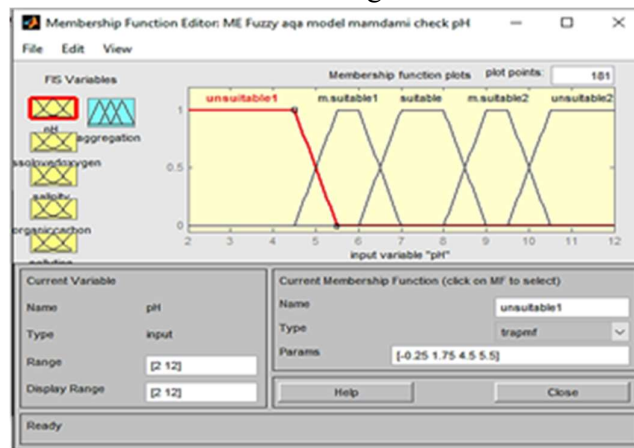 Membership Function Editor: ME Fuzzy aqa model mamdami check pH
File Edit View
FIS Variables
Membership function plots plot points: 181
pH
aggregation
ssolovedoxygen
salipity
organiccarbon
unsuitable1 m.suitable1 suitable m.suitable2 unsuitable2
1
0.5
0
2 3 4 5 6 7 8 9 10 11 12
input variable "pH"
Current Variable
Name pH
Type input
Range [2 12]
Display Range [2 12]
Current Membership Function (click on MF to select)
Name unsuitable1
Type trapmf
Params [-0.25 1.75 4.5 5.5]
Help Close
Ready